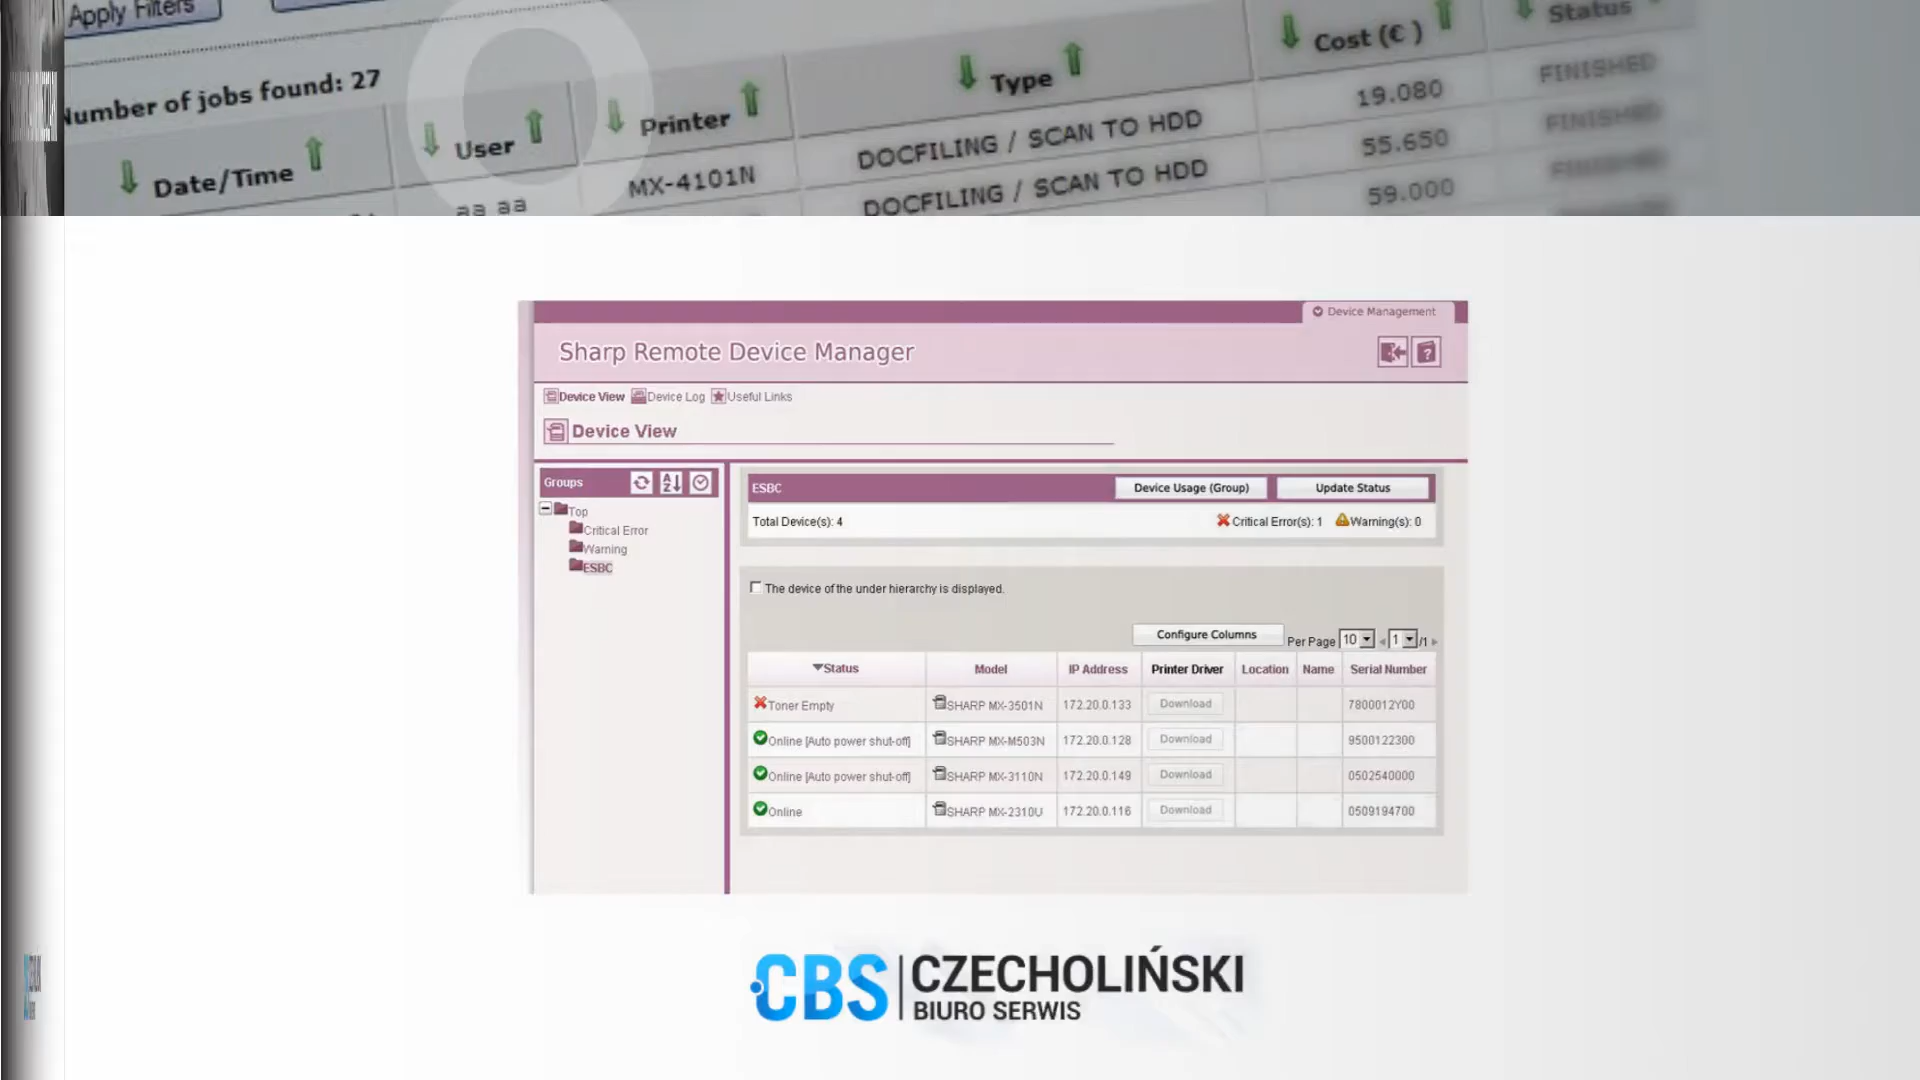 Apply Filters
Number of jobs found: 27
Date/Time User Printer Type Cost (€ ) Status
aa aa MX-4101N DOCFILING / SCAN TO HDD 19.080 FINISHED
DOCFILING / SCAN TO HDD 55.650 FINISHED
59.000 FINISHED
Device Management
Sharp Remote Device Manager
Device View Device Log Useful Links
Device View
Groups
Top
Critical Error
Warning
ESBC
ESBC Device Usage (Group) Update Status
Total Device(s): 4 Critical Error(s): 1 Warning(s): 0
The device of the under hierarchy is displayed.
Configure Columns Per Page 10 1 /1
Status Model IP Address Printer Driver Location Name Serial Number
Toner Empty SHARP MX-3501N 172.20.0.133 Download 7800012Y00
Online [Auto power shut-off] SHARP MX-M503N 172.20.0.128 Download 9500122300
Online [Auto power shut-off] SHARP MX-3110N 172.20.0.149 Download 0502540000
Online SHARP MX-2310U 172.20.0.116 Download 0509194700
CBS CZECHOLIŃSKI
BIURO SERWIS